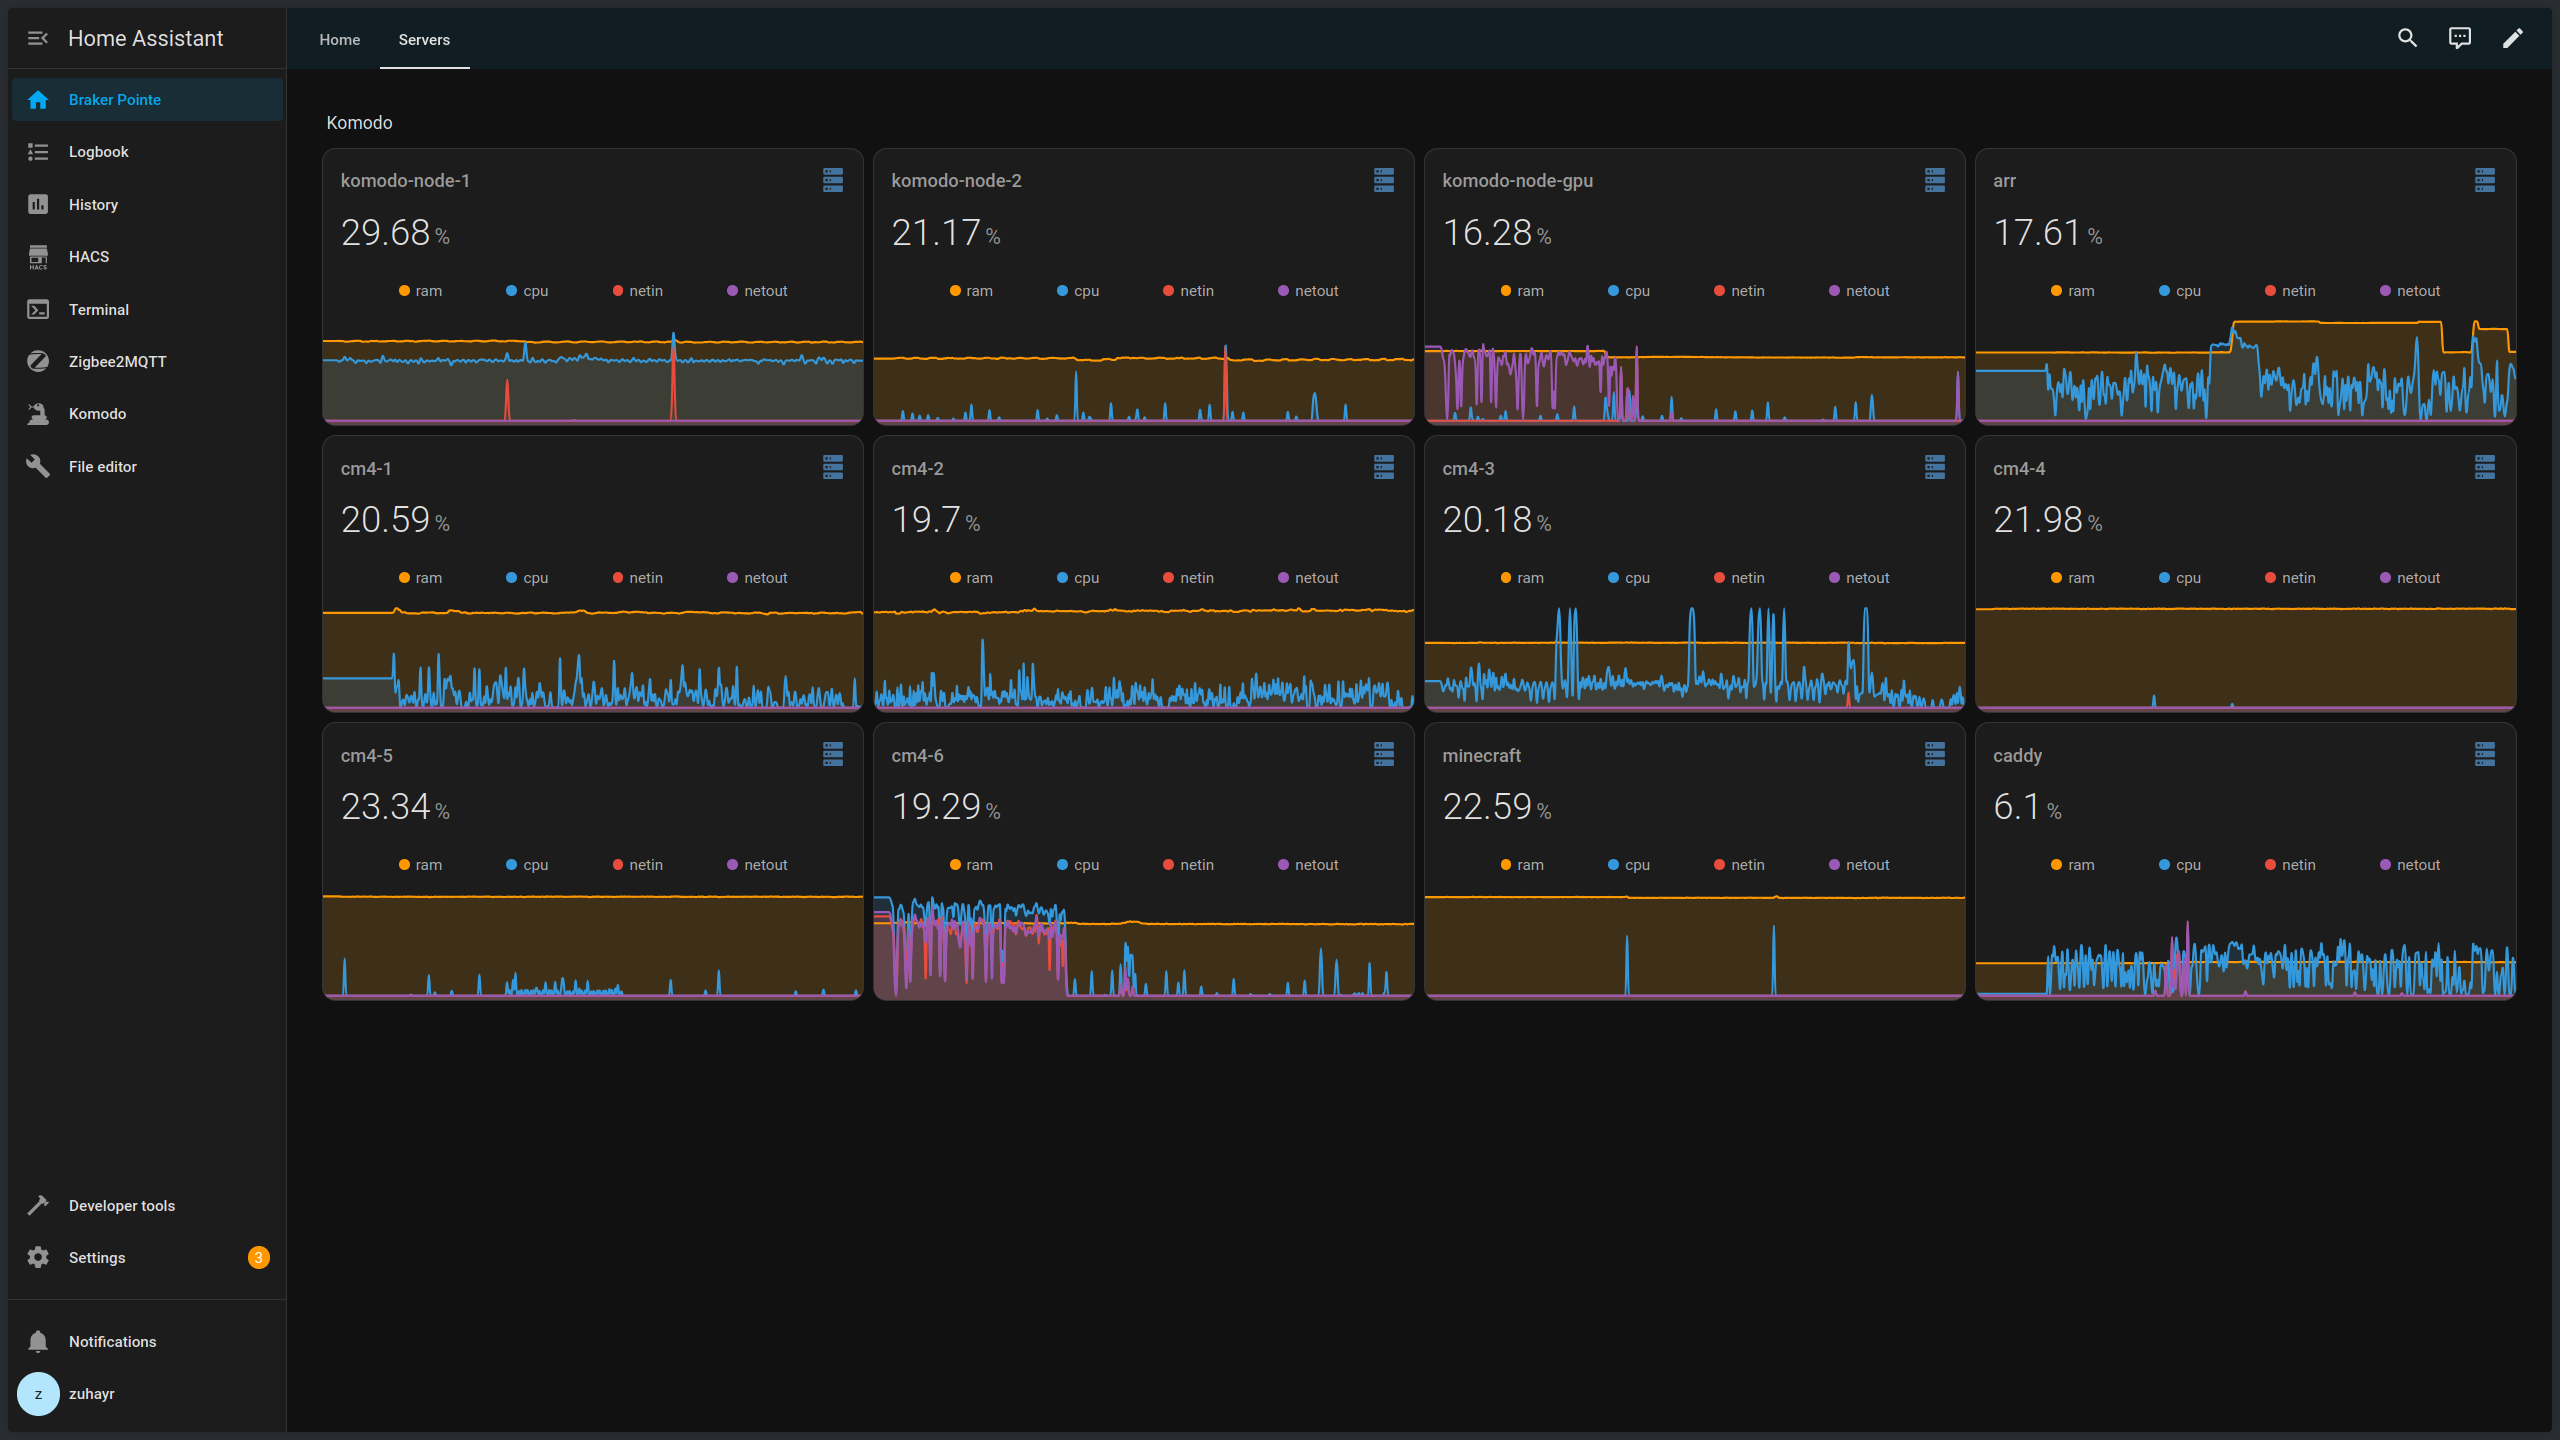 Home Assistant
Home
Servers
Braker Pointe
Logbook
History
HACS
HACS
Terminal
Zigbee2MQTT
Komodo
File editor
Developer tools
Settings
3
Notifications
z
zuhayr
Komodo
komodo-node-1
29.68 %
ram cpu netin netout
komodo-node-2
21.17 %
ram cpu netin netout
komodo-node-gpu
16.28 %
ram cpu netin netout
arr
17.61 %
ram cpu netin netout
cm4-1
20.59 %
ram cpu netin netout
cm4-2
19.7 %
ram cpu netin netout
cm4-3
20.18 %
ram cpu netin netout
cm4-4
21.98 %
ram cpu netin netout
cm4-5
23.34 %
ram cpu netin netout
cm4-6
19.29 %
ram cpu netin netout
minecraft
22.59 %
ram cpu netin netout
caddy
6.1 %
ram cpu netin netout